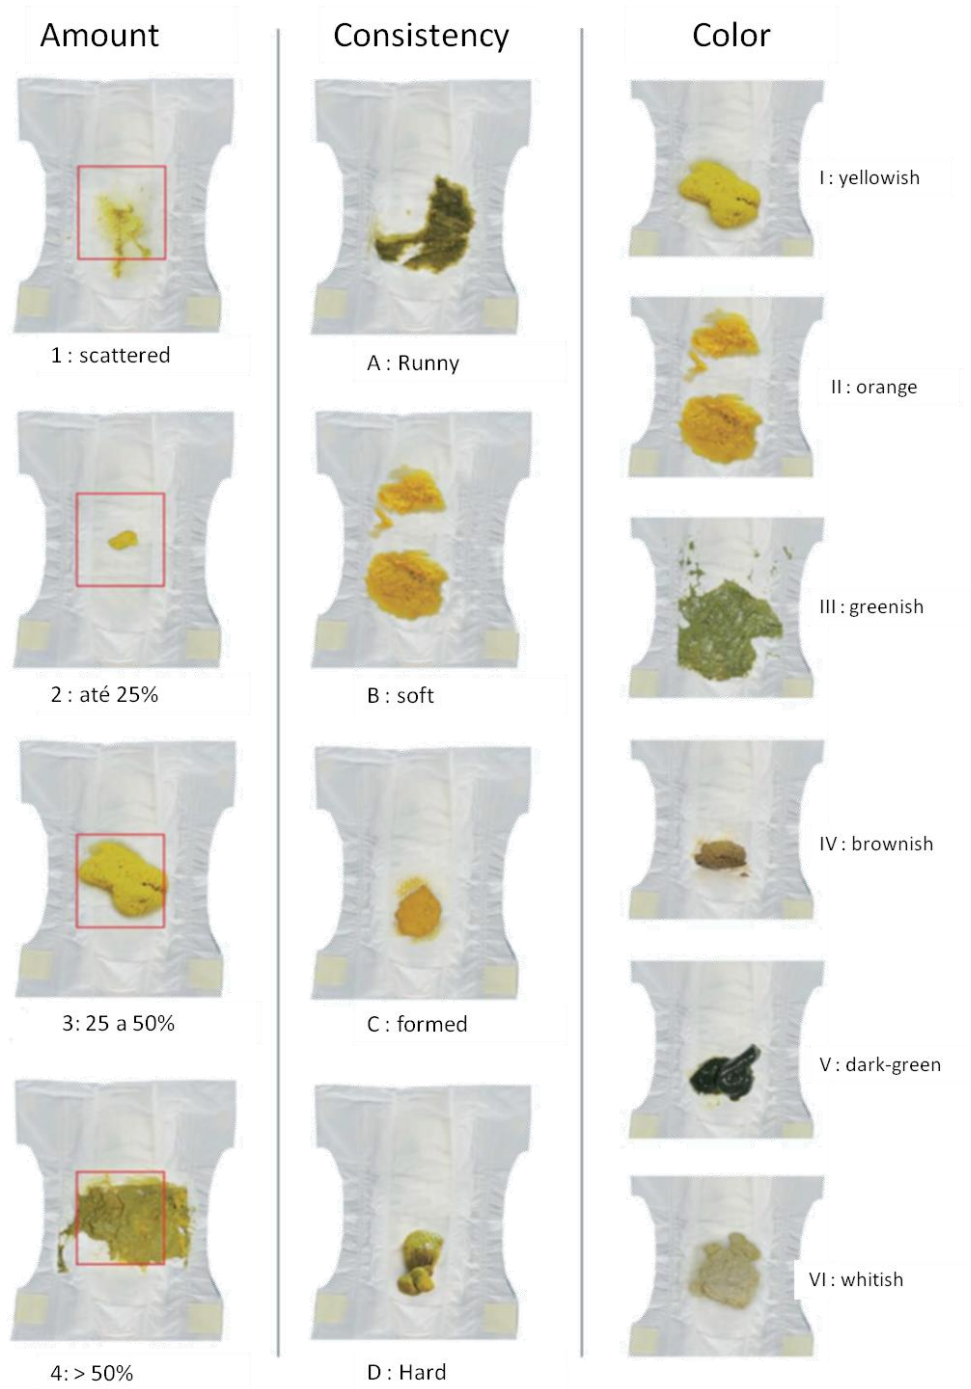 Amount
Consistency
Color
1 : scattered
2 : até 25%
3: 25 a 50%
4: > 50%
A : Runny
B : soft
C : formed
D : Hard
I : yellowish
II : orange
III : greenish
IV : brownish
V : dark-green
VI : whitish